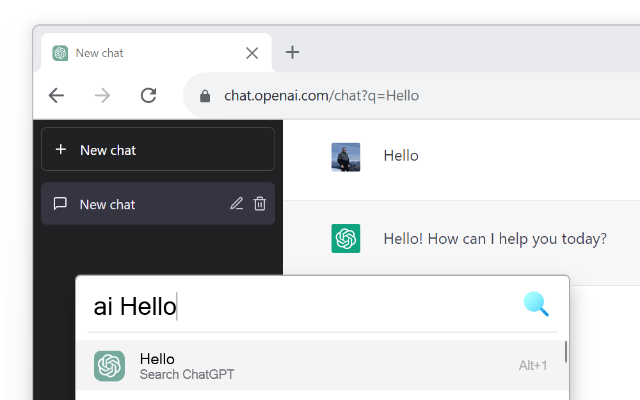 New chat
chat.openai.com/chat?q=Hello
New chat
Hello
New chat
Hello! How can I help you today?
ai Hello
Hello
Search ChatGPT
Alt+1